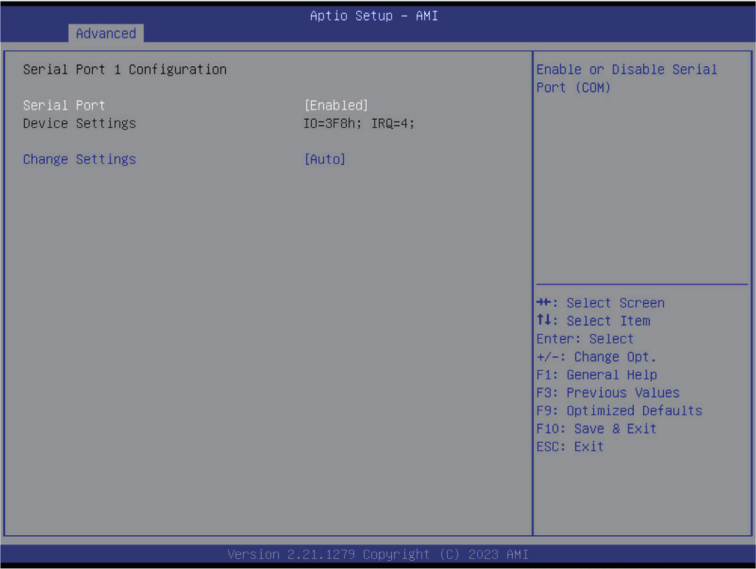 Aptio Setup – AMI
Advanced
Serial Port 1 Configuration
Serial Port [Enabled]
Device Settings IO=3F8h; IRQ=4;
Change Settings [Auto]
Enable or Disable Serial
Port (COM)
→←: Select Screen
↑↓: Select Item
Enter: Select
+/-: Change Opt.
F1: General Help
F3: Previous Values
F9: Optimized Defaults
F10: Save & Exit
ESC: Exit
Version 2.21.1279 Copyright (C) 2023 AMI